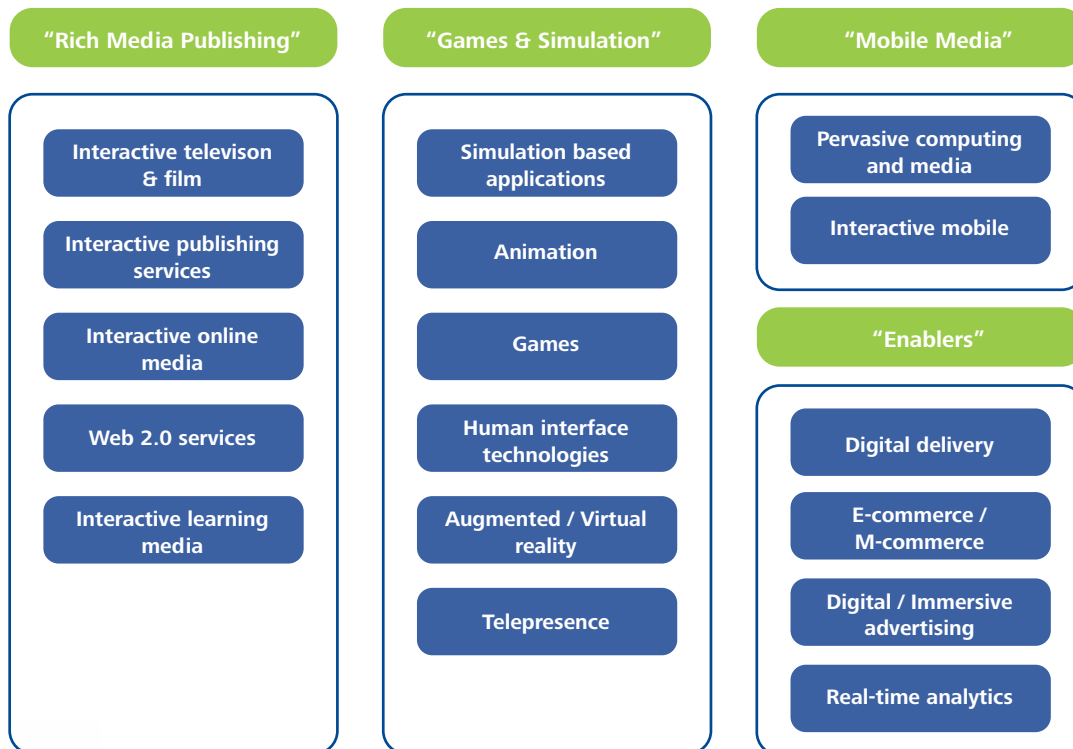 “Rich Media Publishing”
Interactive televison
& film
Interactive publishing
services
Interactive online
media
Web 2.0 services
Interactive learning
media
“Games & Simulation”
Simulation based
applications
Animation
Games
Human interface
technologies
Augmented / Virtual
reality
Telepresence
“Mobile Media”
Pervasive computing
and media
Interactive mobile
“Enablers”
Digital delivery
E-commerce /
M-commerce
Digital / Immersive
advertising
Real-time analytics